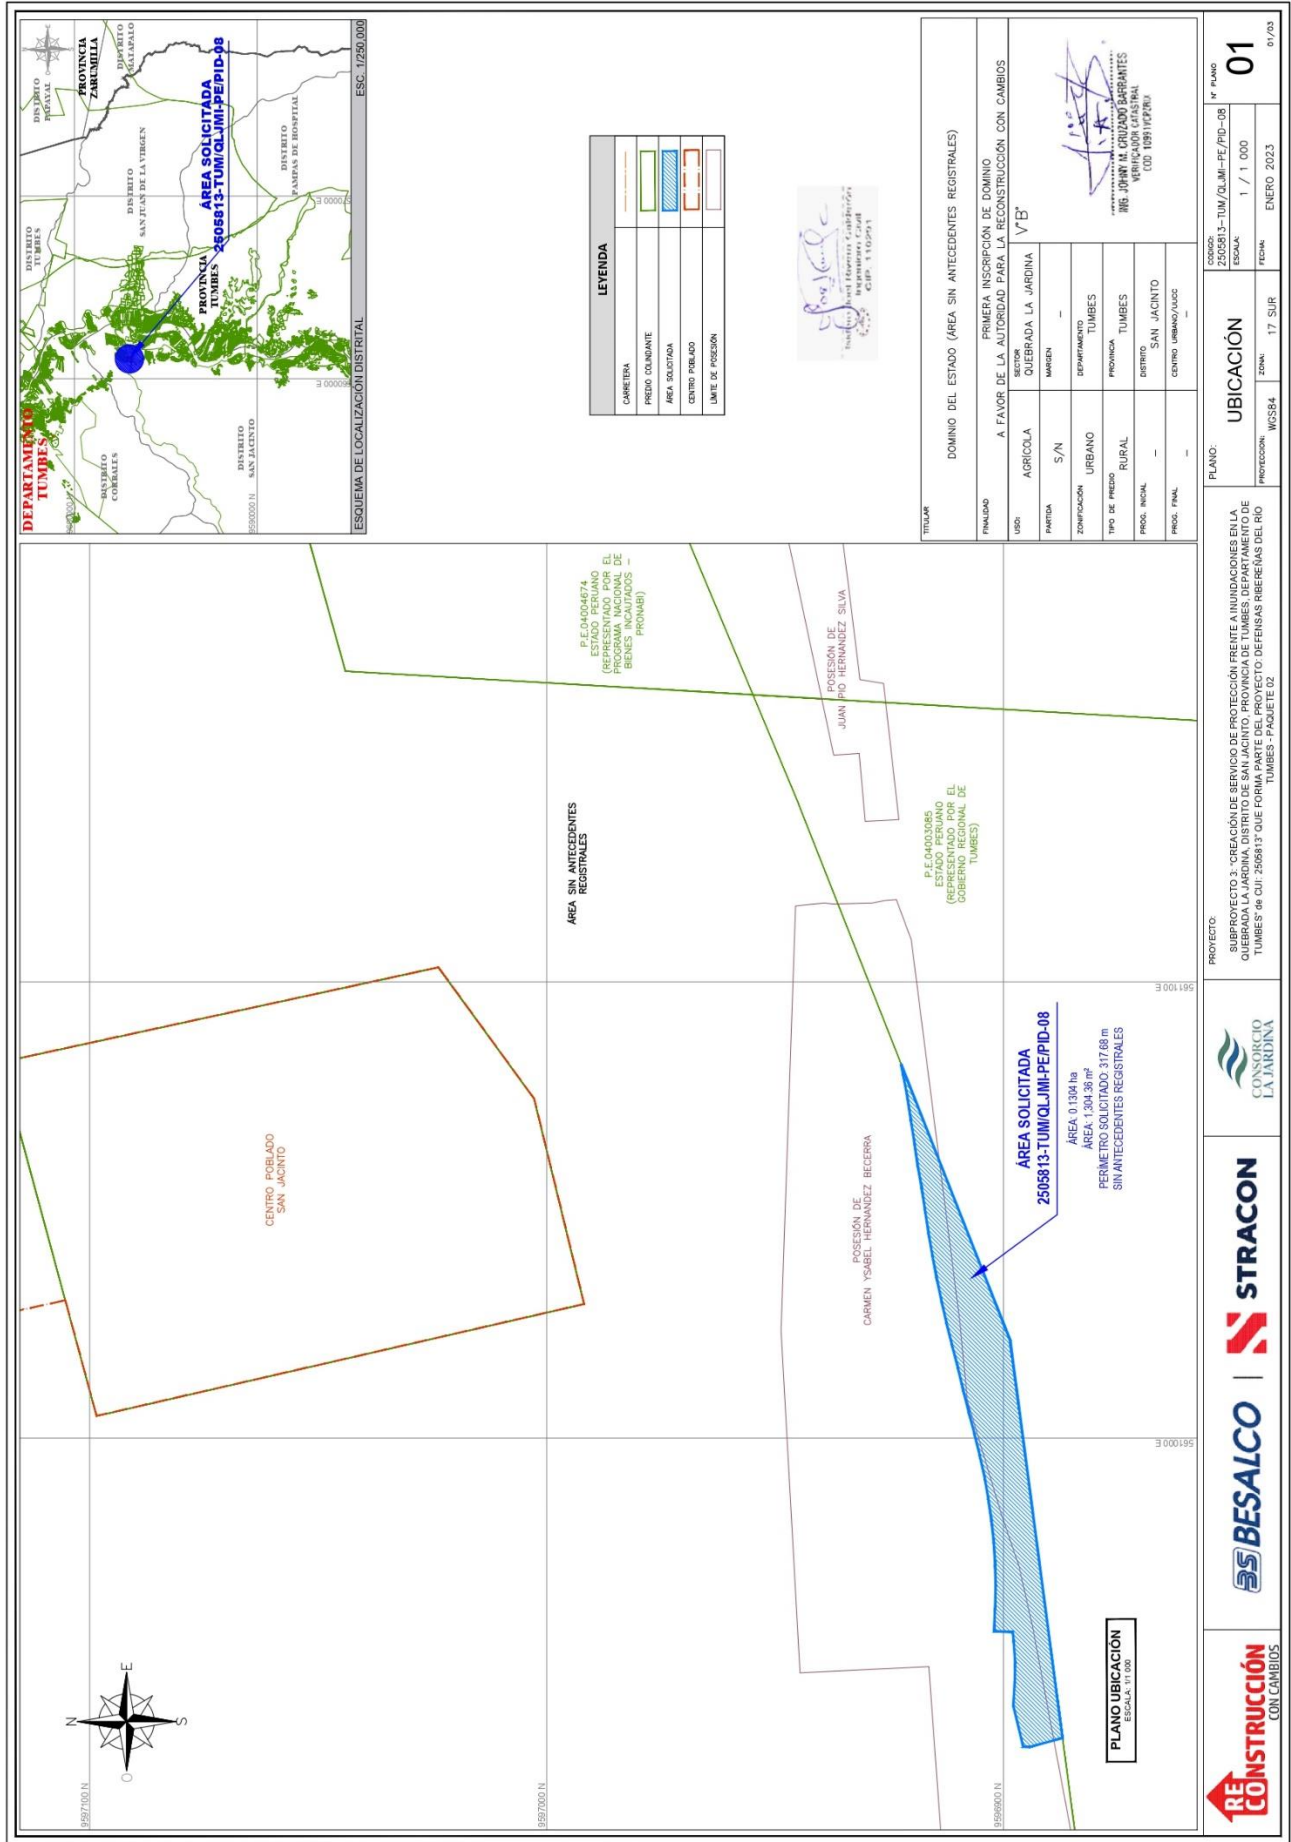 N
E
S
O
9597100 N
9597000 N
9596900 N
561000 E
561100 E
CENTRO POBLADO
SAN JACINTO
ÁREA SIN ANTECEDENTES
REGISTRALES
P.E.04004674
ESTADO PERUANO
(REPRESENTADO POR EL
PROGRAMA NACIONAL DE
BIENES INCAUTADOS –
PRONABI)
POSESIÓN DE
JUAN PIO HERNANDEZ SILVA
P.E.04003085
ESTADO PERUANO
(REPRESENTADO POR EL
GOBIERNO REGIONAL DE
TUMBES)
POSESIÓN DE
CARMEN YSABEL HERNANDEZ BECERRA
ÁREA SOLICITADA
2505813-TUM/QLJMI-PE/PID-08
ÁREA: 0.1304 ha
ÁREA: 1,304.36 m²
PERÍMETRO SOLICITADO: 317.68 m
SIN ANTECEDENTES REGISTRALES
PLANO UBICACIÓN
ESCALA: 1/1 000
DEPARTAMENTO
TUMBES
DISTRITO
CORRALES
DISTRITO
SAN JACINTO
DISTRITO
TUMBES
DISTRITO
PAPAYAL
PROVINCIA
ZARUMILLA
DISTRITO
MATAPALO
DISTRITO
SAN JUAN DE LA VIRGEN
PROVINCIA
TUMBES
ÁREA SOLICITADA
2505813-TUM/QLJMI-PE/PID-08
DISTRITO
PAMPAS DE HOSPITAL
9590000 N
560000 E
570000 E
ESQUEMA DE LOCALIZACIÓN DISTRITAL
ESC. 1/250,000
LEYENDA
CARRETERA
PREDIO COLINDANTE
ÁREA SOLICITADA
CENTRO POBLADO
LIMITE DE POSESIÓN
Ingeniero Civil
TITULAR
DOMINIO DEL ESTADO (ÁREA SIN ANTECEDENTES REGISTRALES)
FINALIDAD
PRIMERA INSCRIPCIÓN DE DOMINIO
A FAVOR DE LA AUTORIDAD PARA LA RECONSTRUCCIÓN CON CAMBIOS
USO: AGRÍCOLA
SECTOR QUEBRADA LA JARDINA
V°B°
PARTIDA S/N
MARGEN –
ZONIFICACIÓN URBANO
DEPARTAMENTO TUMBES
TIPO DE PREDIO RURAL
PROVINCIA TUMBES
PROG. INICIAL –
DISTRITO SAN JACINTO
PROG. FINAL –
CENTRO URBANO/UUCC
ING. JOHNY M. CRUZADO BARRANTES
VERIFICADOR CATASTRAL
RE
CONSTRUCCIÓN
CON CAMBIOS
BS BESALCO | STRACON
CONSORCIO
LA JARDINA
PROYECTO:
SUBPROYECTO 3: "CREACIÓN DE SERVICIO DE PROTECCIÓN FRENTE A INUNDACIONES EN LA
QUEBRADA LA JARDINA, DISTRITO DE SAN JACINTO, PROVINCIA DE TUMBES, DEPARTAMENTO DE
TUMBES" de CUI: 2505813" QUE FORMA PARTE DEL PROYECTO: DEFENSAS RIBEREÑAS DEL RÍO
TUMBES - PAQUETE 02
PLANO:
UBICACIÓN
PROYECCION: WGS84
ZONA: 17 SUR
CODIGO:
2505813-TUM/QLJMI-PE/PID-08
ESCALA: 1 / 1 000
FECHA: ENERO 2023
N° PLANO
01
01/03